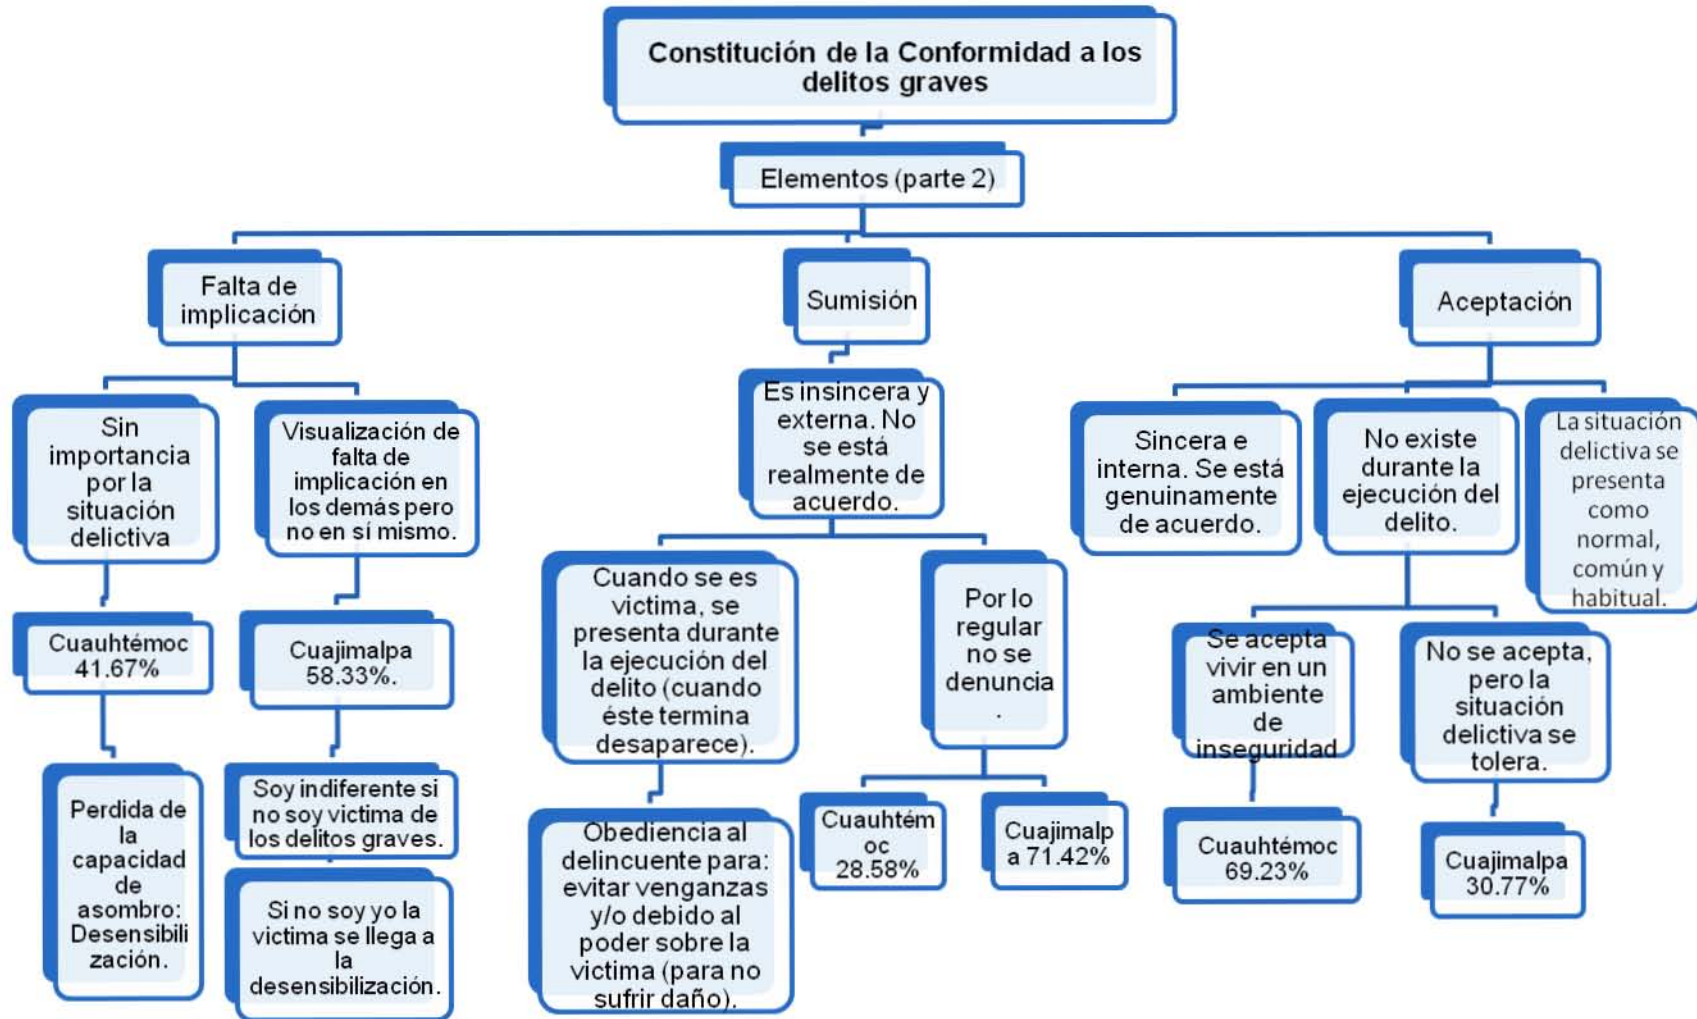 Constitución de la Conformidad a los
delitos graves
Elementos (parte 2)
Falta de
implicación
Sumisión
Aceptación
Sin
importancia
por la
situación
delictiva
Visualización de
falta de
implicación en
los demás pero
no en sí mismo.
Es insincera y
externa. No
se está
realmente de
acuerdo.
Sincera e
interna. Se está
genuinamente
de acuerdo.
No existe
durante la
ejecución del
delito.
La situación
delictiva se
presenta
como
normal,
común y
habitual.
Cuauhtémoc
41.67%
Cuajimalpa
58.33%.
Cuando se es
victima, se
presenta durante
la ejecución del
delito (cuando
éste termina
desaparece).
Por lo
regular
no se
denuncia
.
Se acepta
vivir en un
ambiente
de
inseguridad
No se acepta,
pero la
situación
delictiva se
tolera.
Perdida de
la
capacidad
de
asombro:
Desensibili
zación.
Soy indiferente si
no soy victima de
los delitos graves.
Si no soy yo la
victima se llega a
la
desensibilización.
Obediencia al
delincuente para:
evitar venganzas
y/o debido al
poder sobre la
victima (para no
sufrir daño).
Cuauhtém
oc
28.58%
Cuajimalp
a 71.42%
Cuauhtémoc
69.23%
Cuajimalpa
30.77%